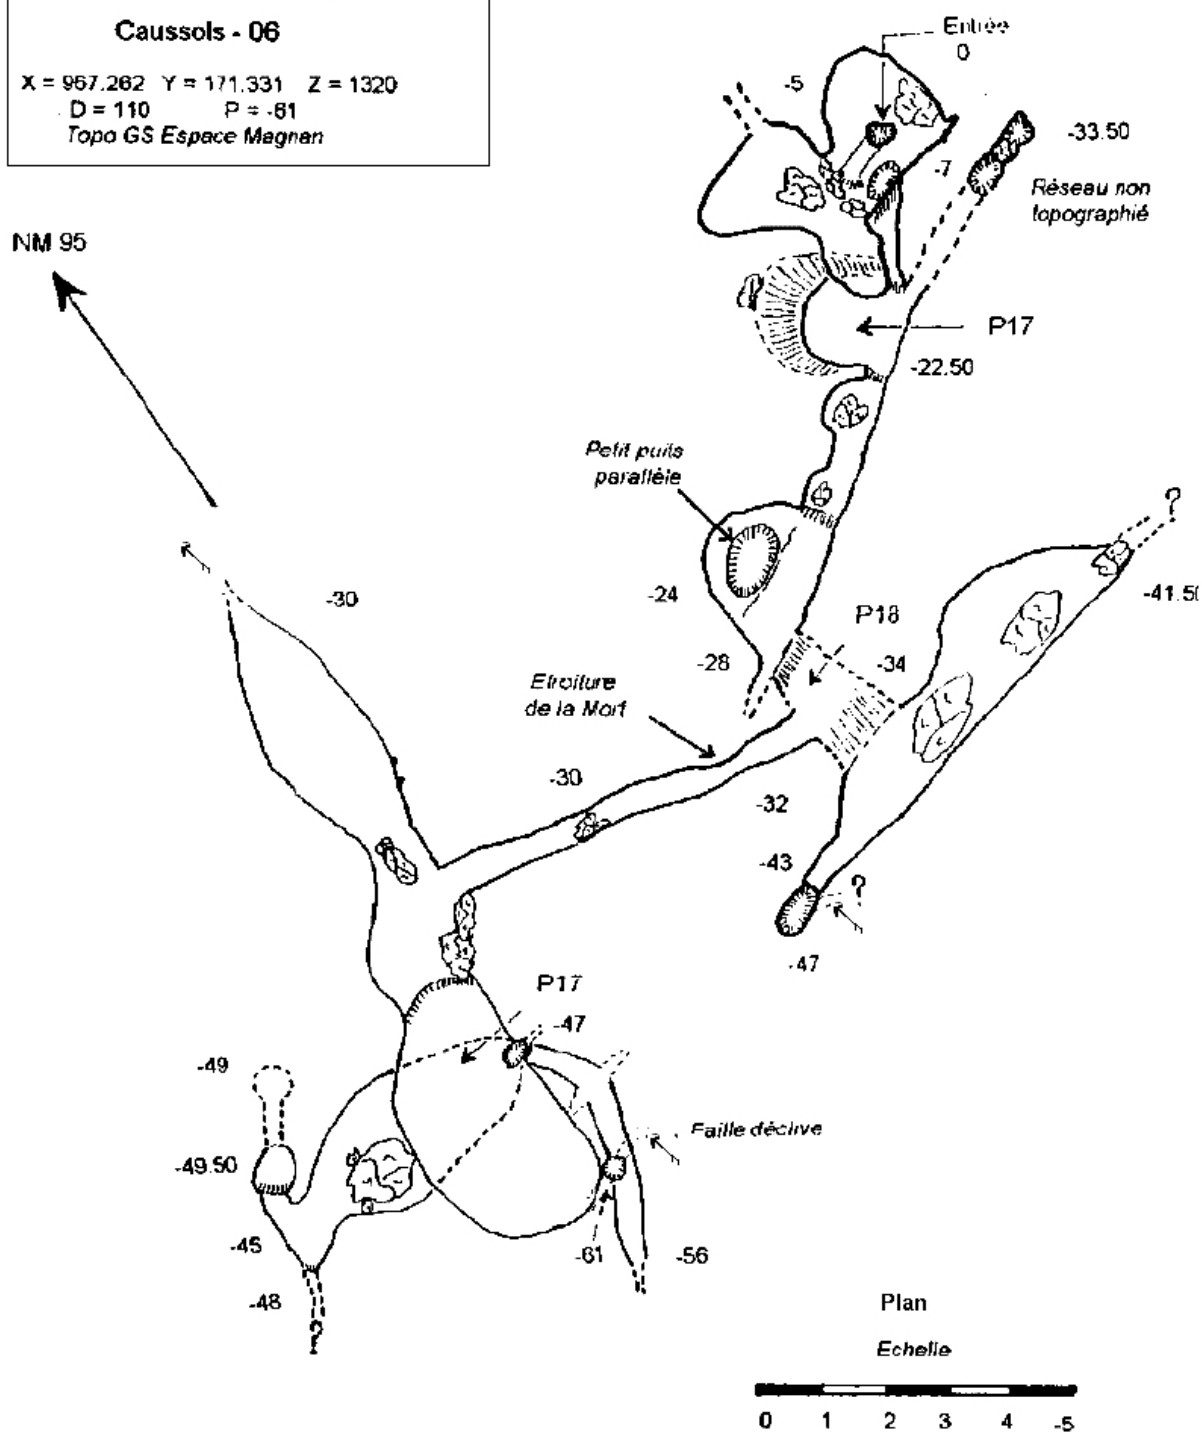 Caussols - 06
X = 967.262 Y = 171.331 Z = 1320
D = 110 P = -61
Topo GS Espace Magnan
Entrée
0
-5
-33.50
-7
Réseau non
topographié
NM 95
P17
-22.50
Petit puits
parallèle
?
-30
-24
-41.50
P18
-28
-34
Etroiture
de la Mort
-30
-32
-43
?
-47
P17
-47
-49
Faille déclive
-49.50
-45
-61
-56
-48
?
Plan
Echelle
0 1 2 3 4 -5